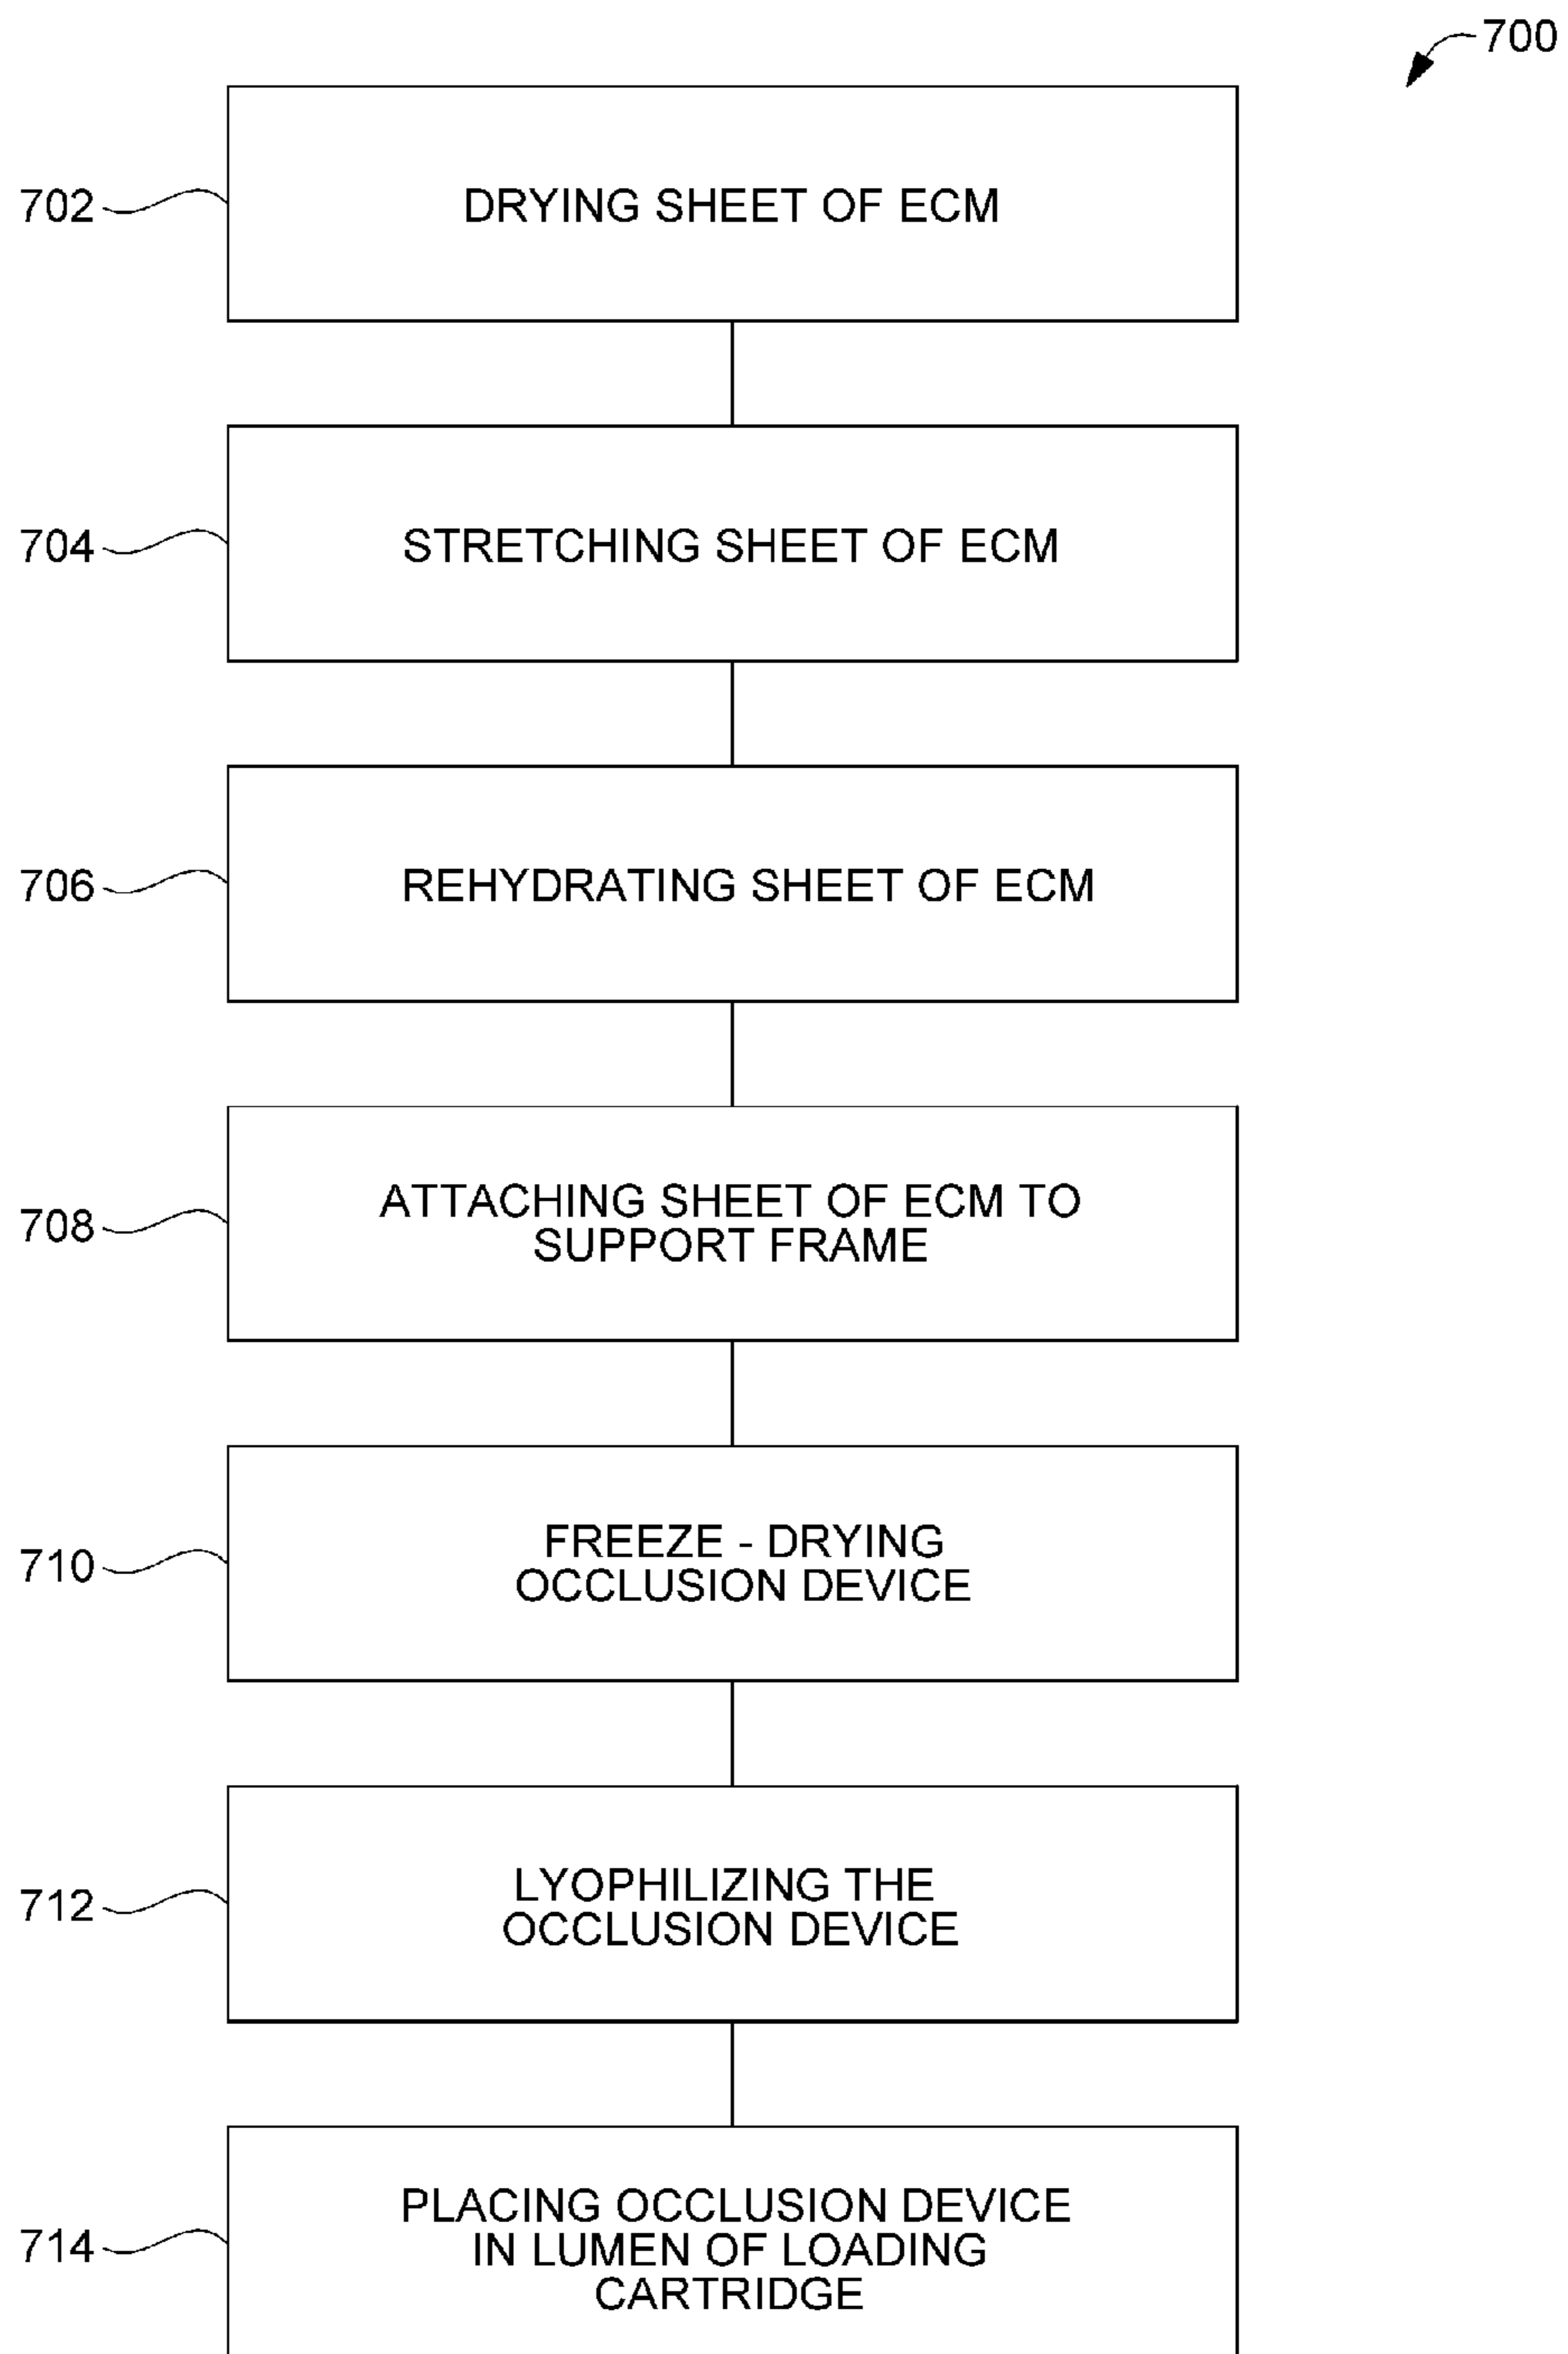 700
702
DRYING SHEET OF ECM
704
STRETCHING SHEET OF ECM
706
REHYDRATING SHEET OF ECM
708
ATTACHING SHEET OF ECM TO
SUPPORT FRAME
710
FREEZE - DRYING
OCCLUSION DEVICE
712
LYOPHILIZING THE
OCCLUSION DEVICE
714
PLACING OCCLUSION DEVICE
IN LUMEN OF LOADING
CARTRIDGE